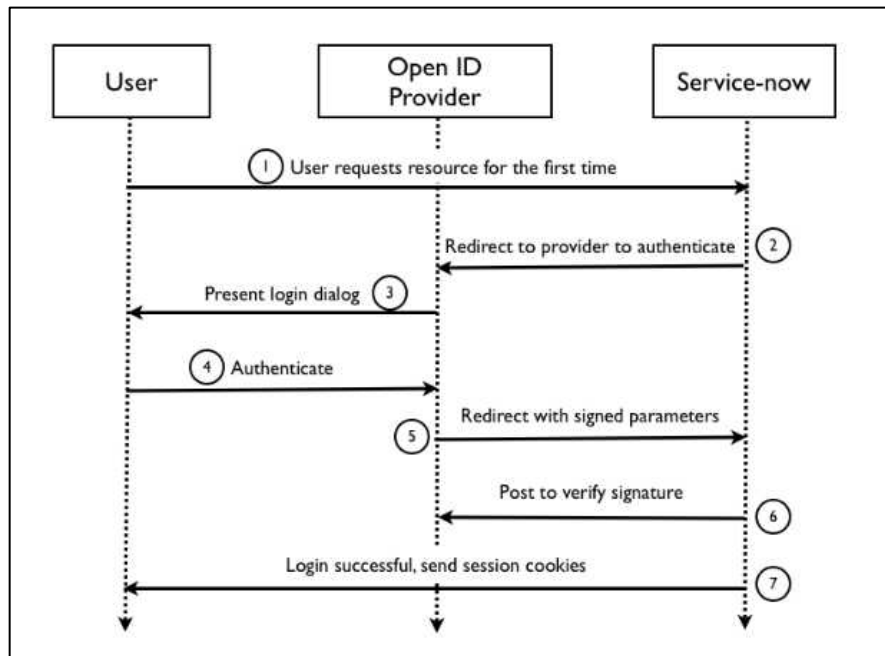 User
Open ID
Provider
Service-now
1 User requests resource for the first time
Redirect to provider to authenticate 2
Present login dialog 3
4 Authenticate
Redirect with signed parameters
5
Post to verify signature
6
Login successful, send session cookies
7